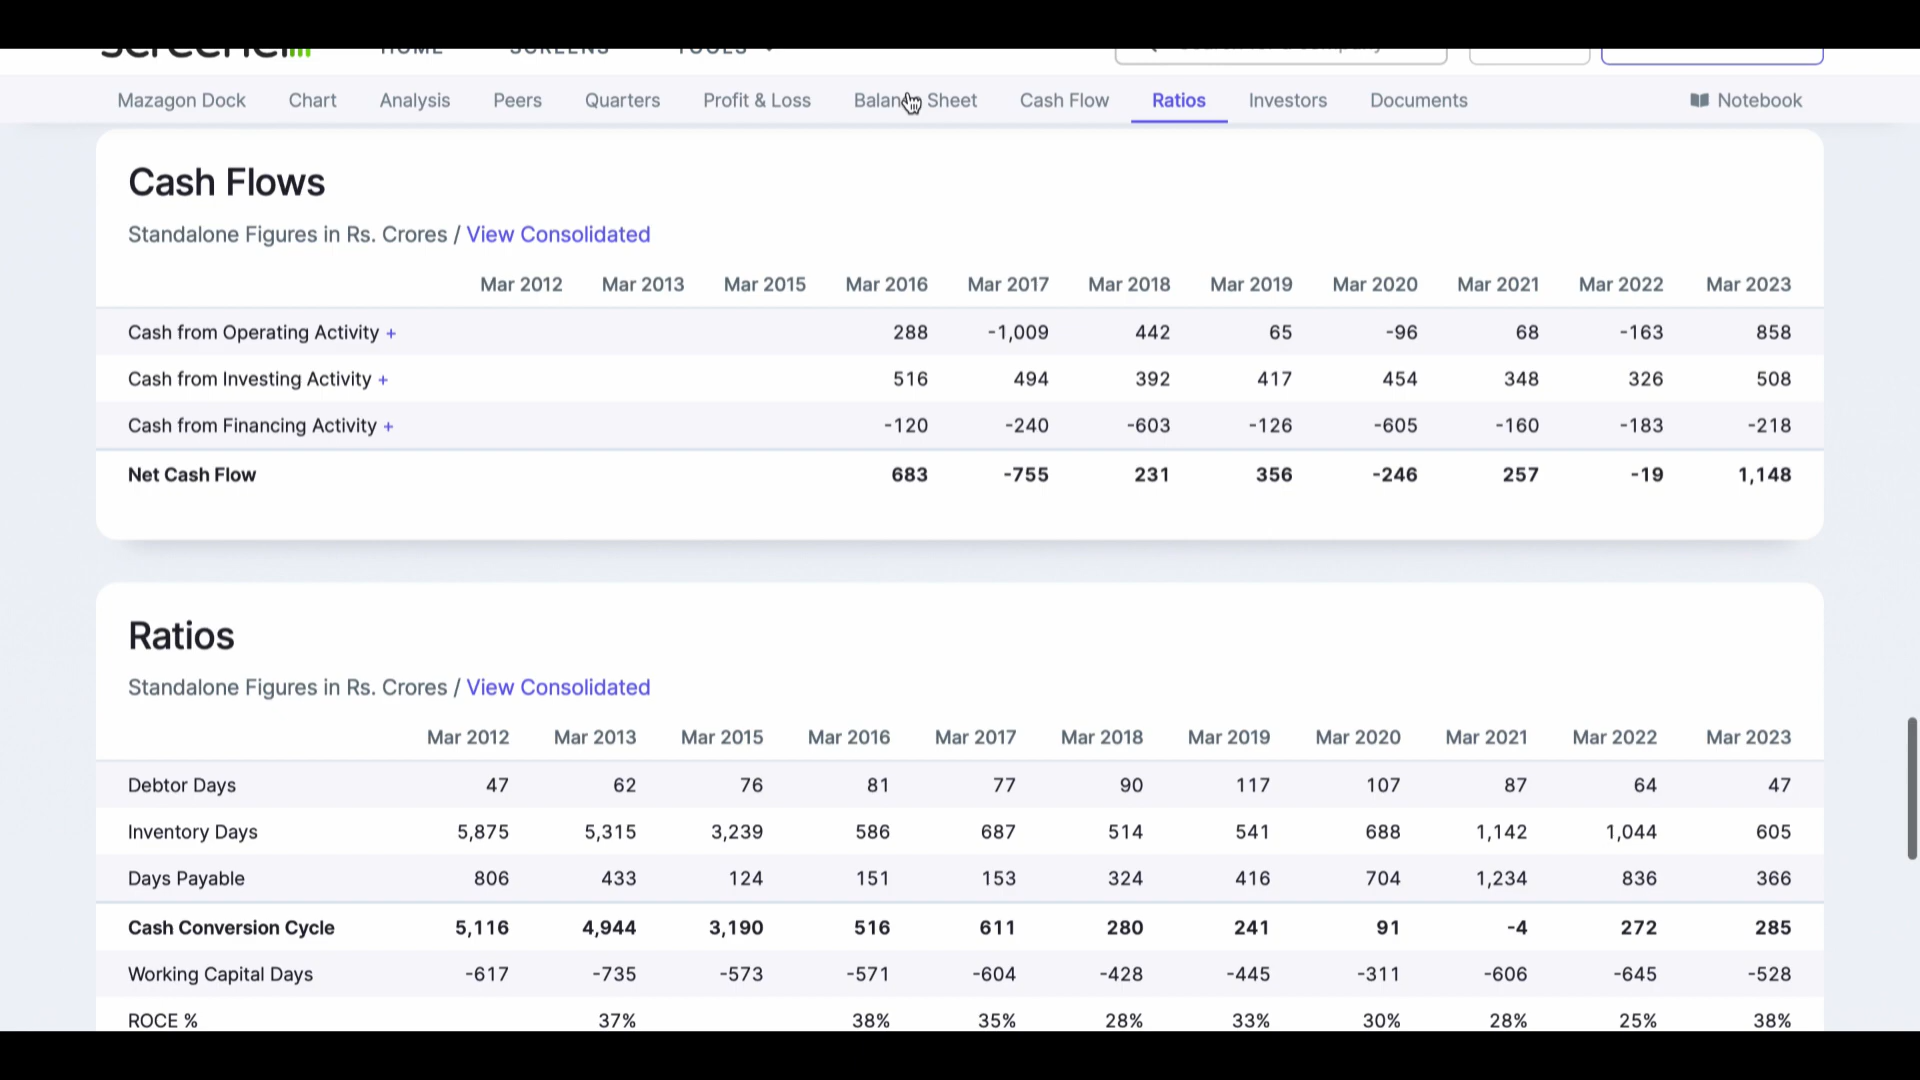 screener
HOME SCREENS TOOLS
Mazagon Dock Chart Analysis Peers Quarters Profit & Loss Balance Sheet Cash Flow Ratios Investors Documents Notebook
Cash Flows
Standalone Figures in Rs. Crores / View Consolidated
Mar 2012 Mar 2013 Mar 2015 Mar 2016 Mar 2017 Mar 2018 Mar 2019 Mar 2020 Mar 2021 Mar 2022 Mar 2023
Cash from Operating Activity + 288 -1,009 442 65 -96 68 -163 858
Cash from Investing Activity + 516 494 392 417 454 348 326 508
Cash from Financing Activity + -120 -240 -603 -126 -605 -160 -183 -218
Net Cash Flow 683 -755 231 356 -246 257 -19 1,148
Ratios
Standalone Figures in Rs. Crores / View Consolidated
Mar 2012 Mar 2013 Mar 2015 Mar 2016 Mar 2017 Mar 2018 Mar 2019 Mar 2020 Mar 2021 Mar 2022 Mar 2023
Debtor Days 47 62 76 81 77 90 117 107 87 64 47
Inventory Days 5,875 5,315 3,239 586 687 514 541 688 1,142 1,044 605
Days Payable 806 433 124 151 153 324 416 704 1,234 836 366
Cash Conversion Cycle 5,116 4,944 3,190 516 611 280 241 91 -4 272 285
Working Capital Days -617 -735 -573 -571 -604 -428 -445 -311 -606 -645 -528
ROCE % 37% 38% 35% 28% 33% 30% 28% 25% 38%